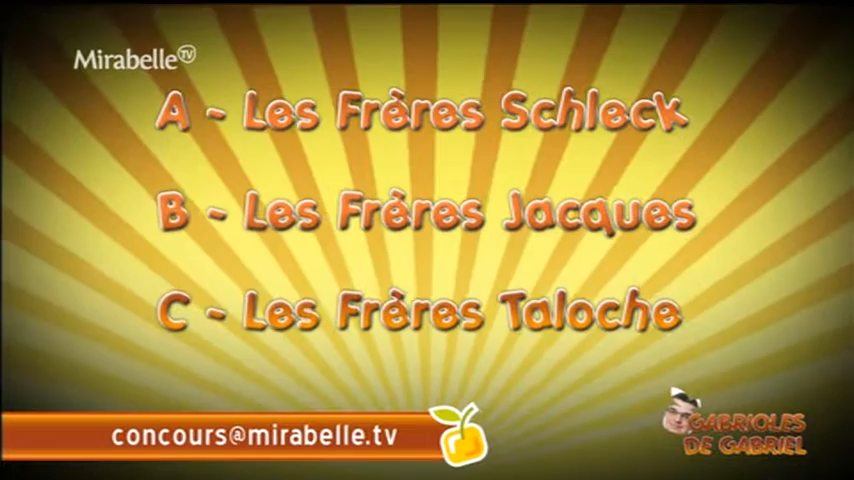 Mirabelle TV
A - Les Frères Schleck
B - Les Frères Jacques
C - Les Frères Taloche
concours@mirabelle.tv
GABRIOLES
DE GABRIEL